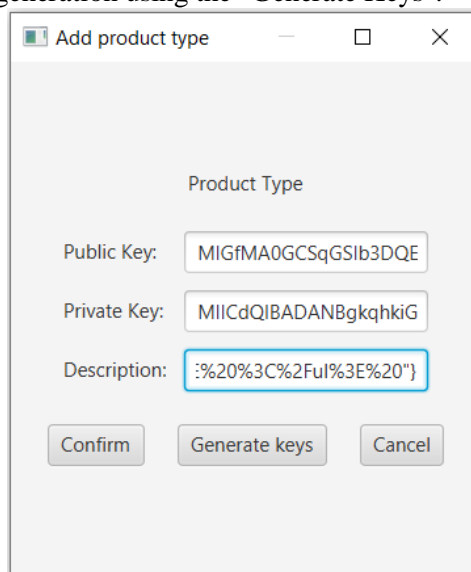 generation using the "Generate Keys".
Add product type
Product Type
Public Key: MIGfMA0GCSqGSIb3DQE
Private Key: MIICdQIBADANBgkqhkiG
Description: E%20%3C%2Ful%3E%20"}
Confirm Generate keys Cancel